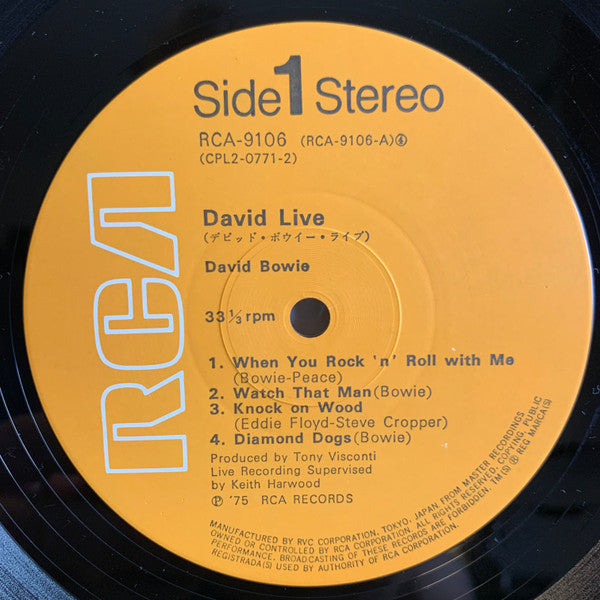 Side 1 Stereo
RCA-9106 (RCA-9106-A)④
(CPL2-0771-2)
RCA
David Live
(デビッド・ボウイー・ライブ)
David Bowie
33⅓ rpm
1. When You Rock 'n' Roll with Me
(Bowie-Peace)
2. Watch That Man (Bowie)
3. Knock on Wood
(Eddie Floyd-Steve Cropper)
4. Diamond Dogs (Bowie)
Produced by Tony Visconti
Live Recording Supervised
by Keith Harwood
Ⓟ '75 RCA RECORDS
MANUFACTURED BY RVC CORPORATION, TOKYO, JAPAN FROM MASTER RECORDINGS
OWNED OR CONTROLLED BY RCA CORPORATION. ALL RIGHTS RESERVED. COPYING, PUBLIC
PERFORMANCE, BROADCASTING OF THESE RECORDS ARE FORBIDDEN. TM(S) ® REG MARCA(S)
REGISTRADA(S) USED BY AUTHORITY OF RCA CORPORATION.